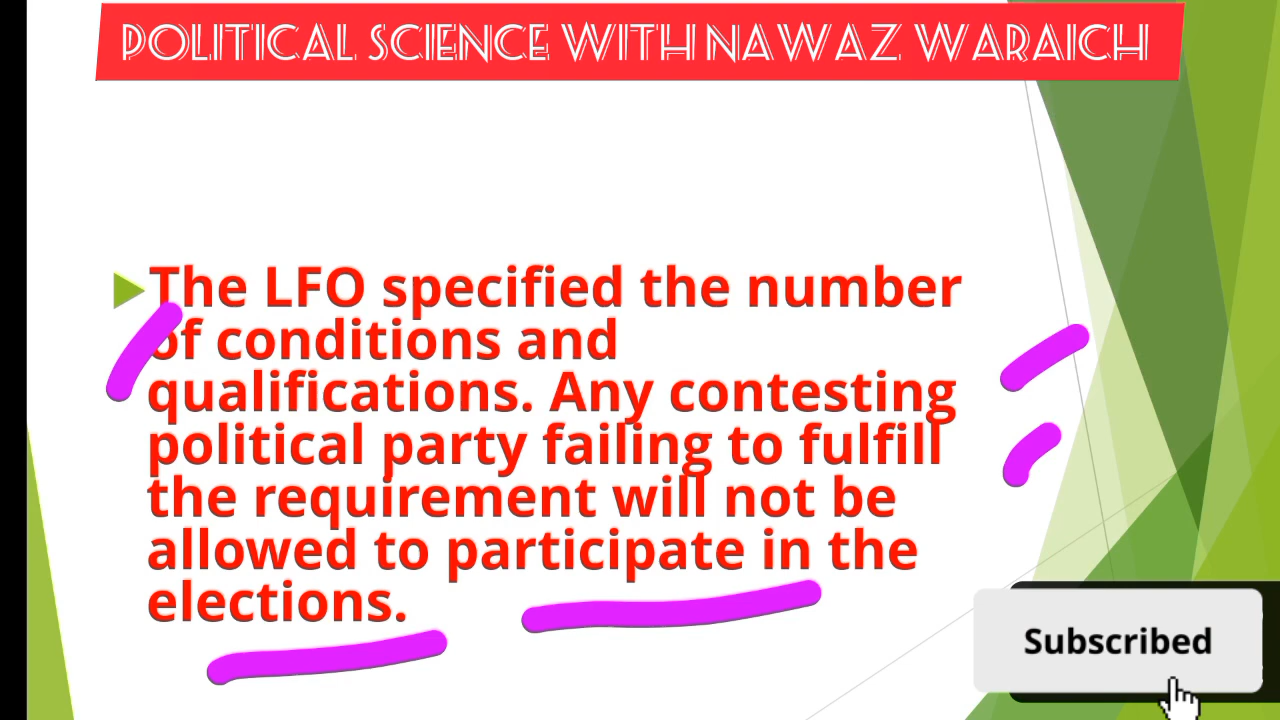 POLITICAL SCIENCE WITH NAWAZ WARAICH
The LFO specified the number
of conditions and
qualifications. Any contesting
political party failing to fulfill
the requirement will not be
allowed to participate in the
elections.
Subscribed